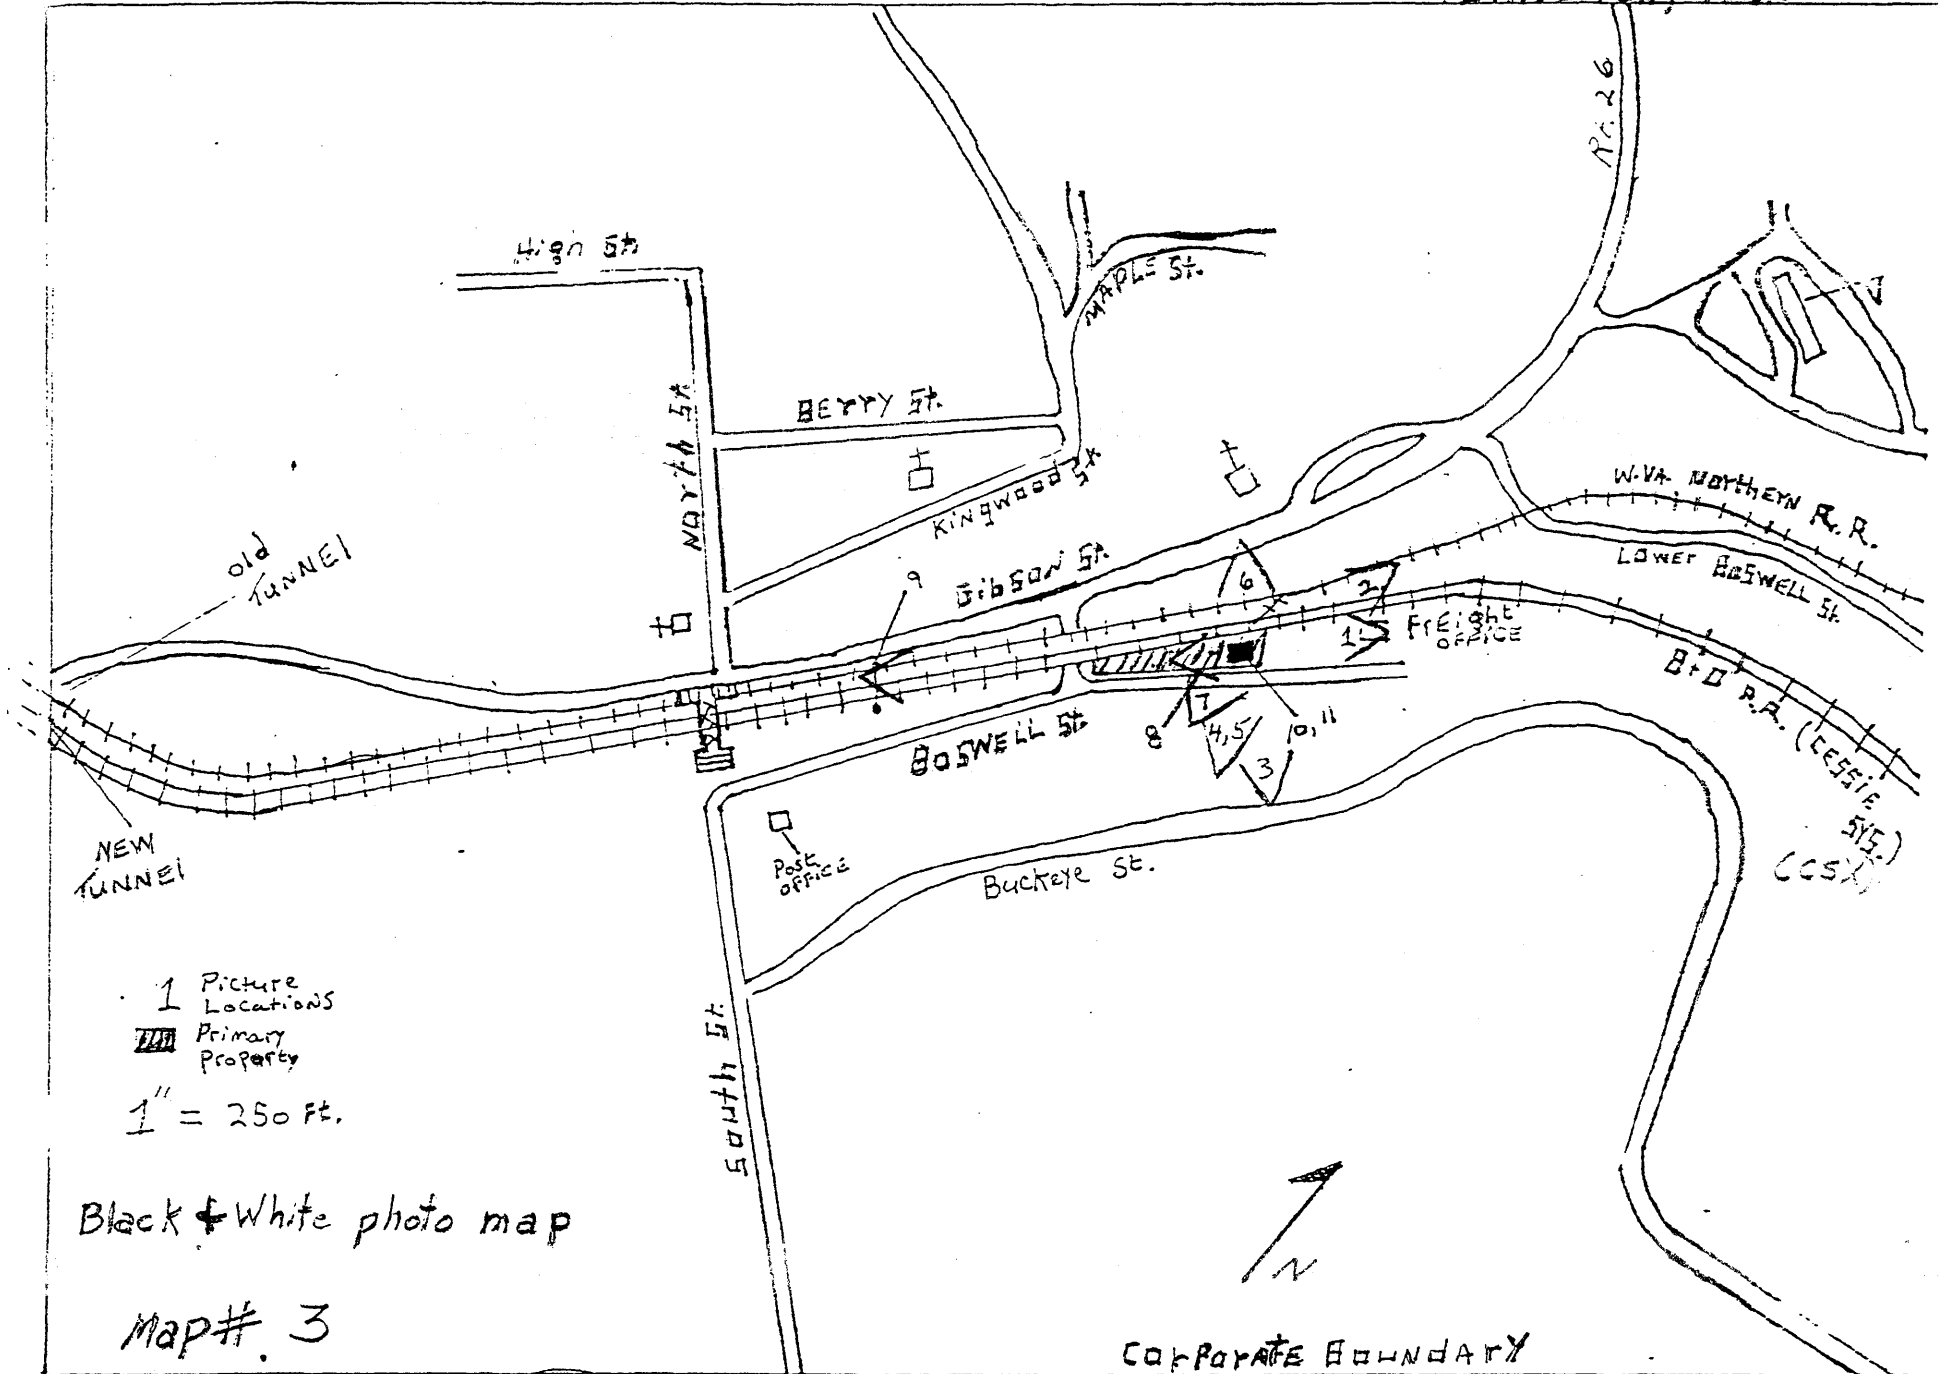 Rt. 26
High St.
MAPLE St.
North St.
BErrY St.
Kingwood St.
W.VA. NortHErN R.R.
LowEr BosWELL St.
old
TUNNEl
GibsoN St.
9
6
2
1
FrEight
OFFICE
B+O R.R. (CESSIE
SYS.)
(CSX)
BosWELL St.
8
7
4,5
3
10,11
NEW
TUNNEl
Post
OFFICE
Buckeye St.
South St.
1 Picture
Locations
Primary
Property
1" = 250 Ft.
Black & White photo map
Map# 3
N
CorPorATE BouNdArY